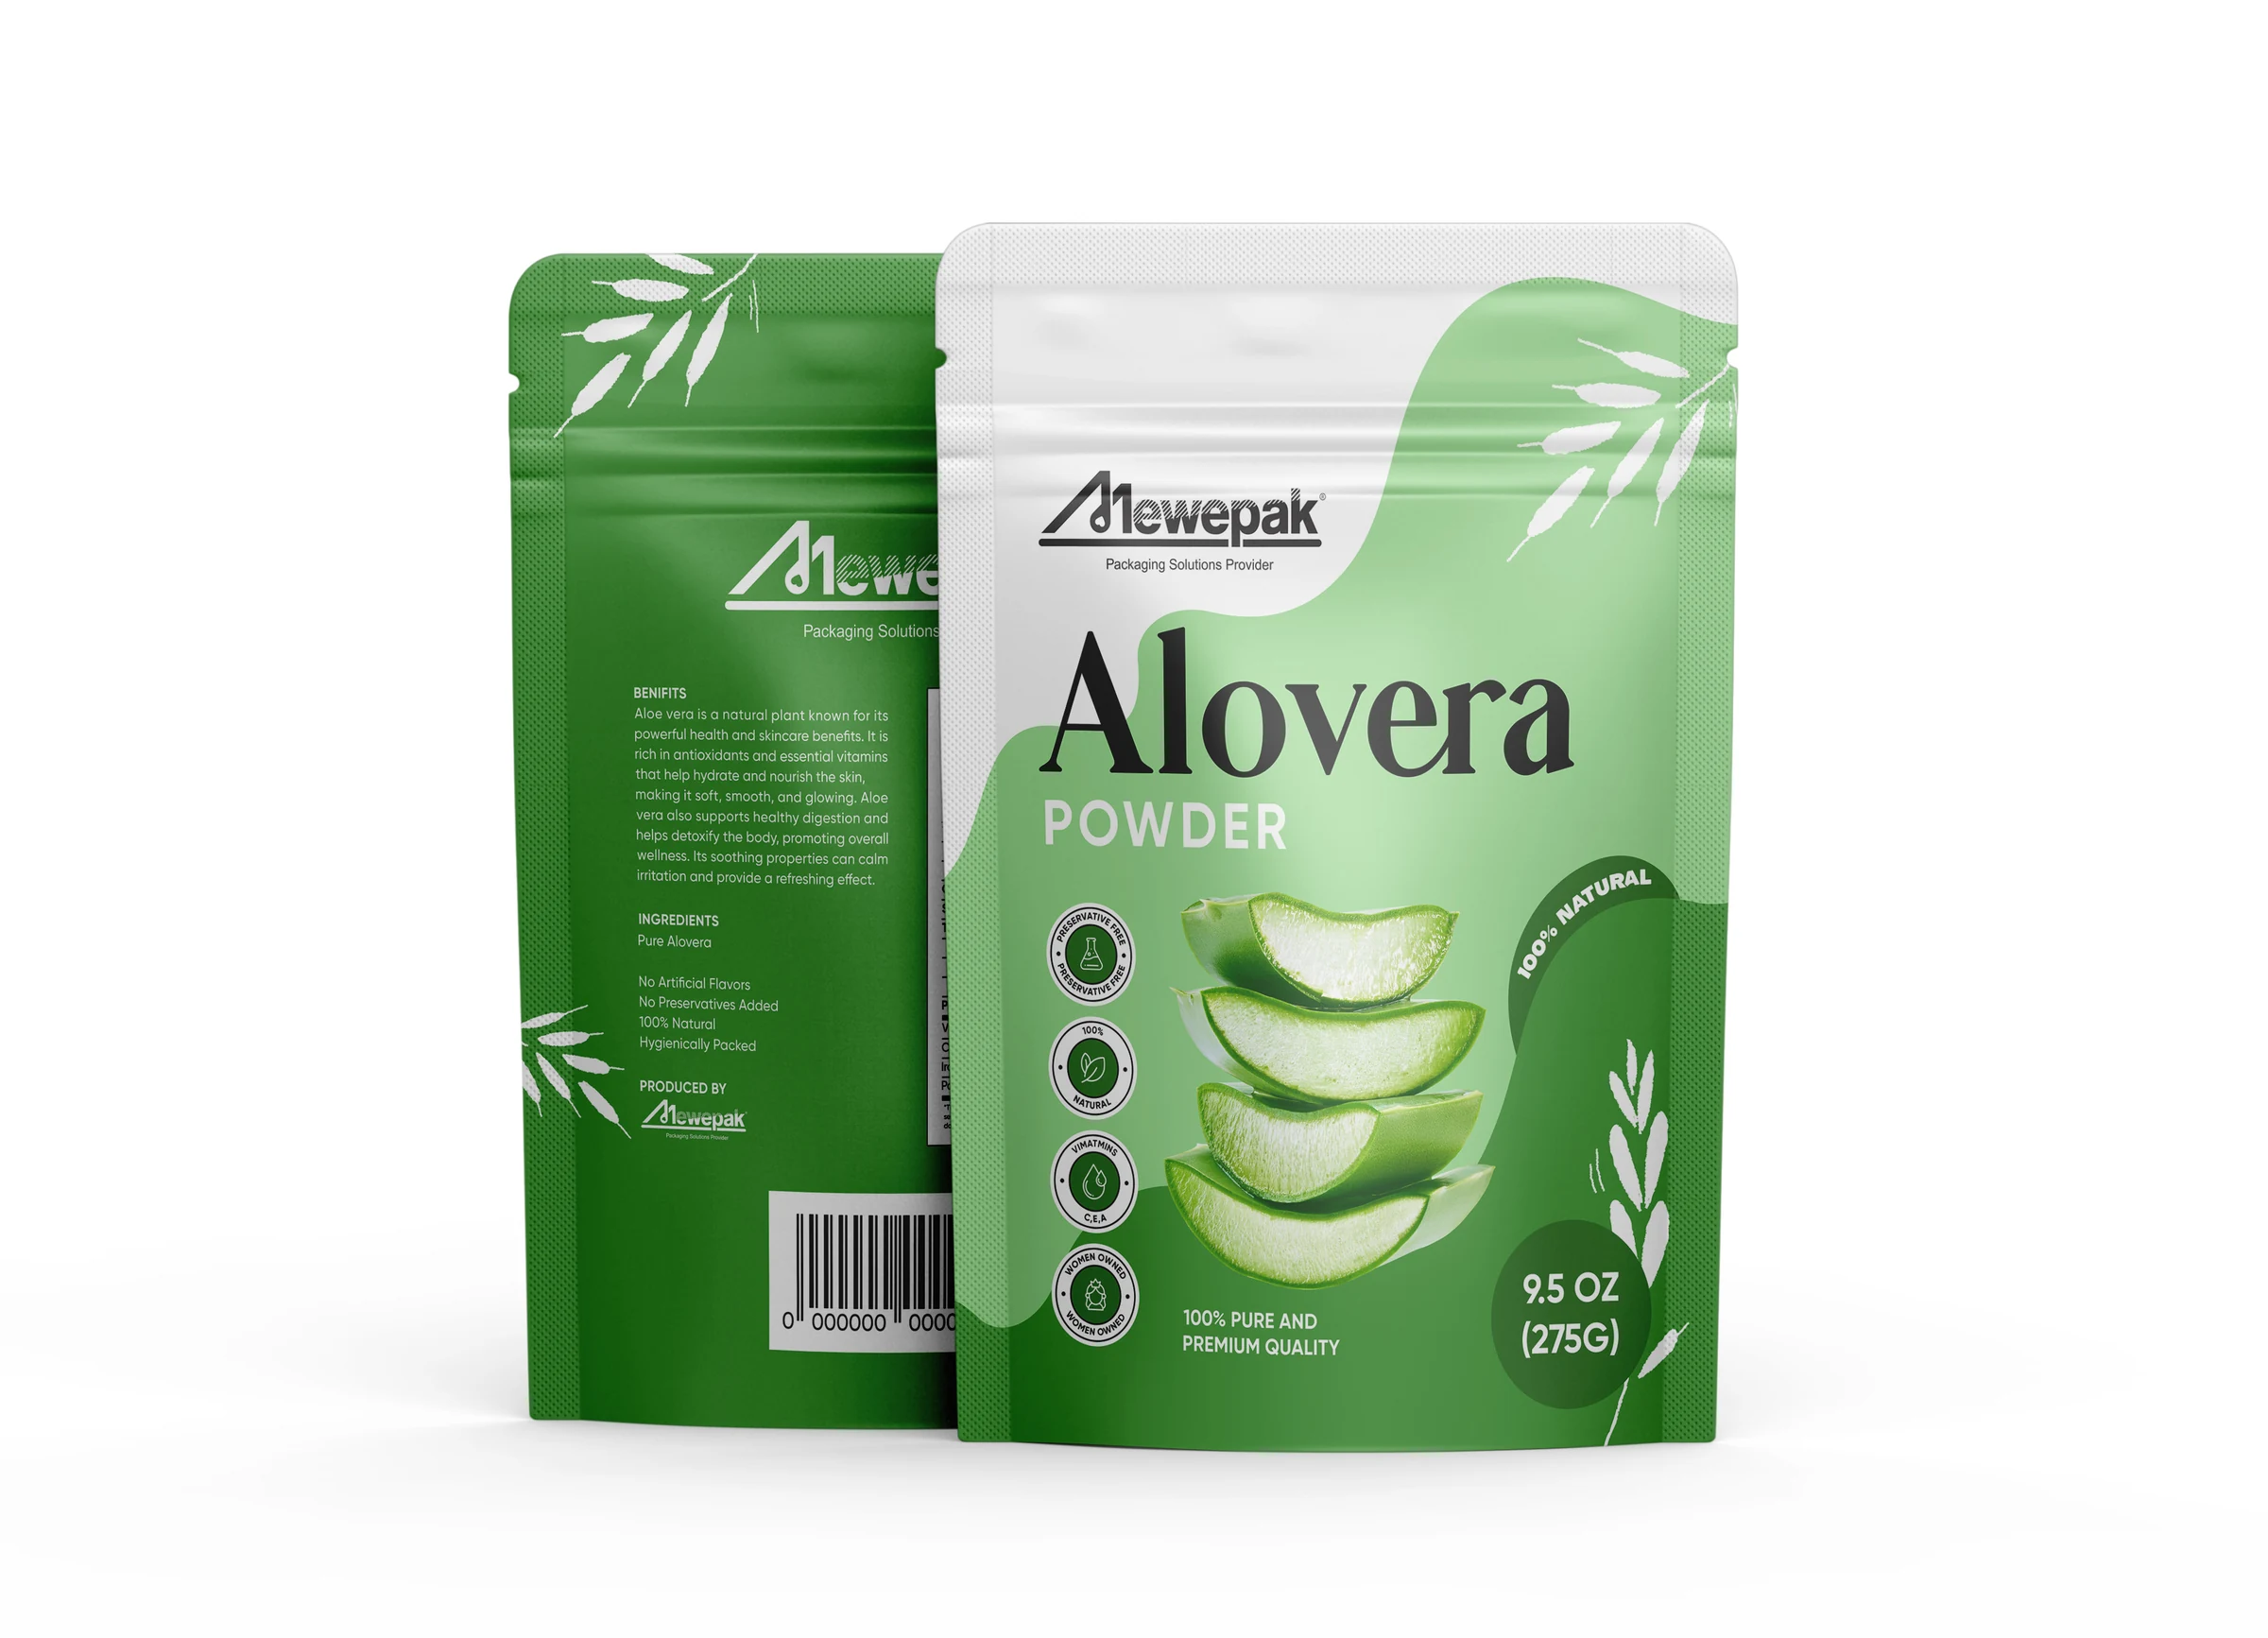 Mewepak
Packaging Solutions
BENIFITS
Aloe vera is a natural plant known for its
powerful health and skincare benefits. It is
rich in antioxidants and essential vitamins
that help hydrate and nourish the skin,
making it soft, smooth, and glowing. Aloe
vera also supports healthy digestion and
helps detoxify the body, promoting overall
wellness. Its soothing properties can calm
irritation and provide a refreshing effect.
INGREDIENTS
Pure Alovera
No Artificial Flavors
No Preservatives Added
100% Natural
Hygienically Packed
PRODUCED BY
Mewepak
Packaging Solutions Provider
0 000000 0000
Mewepak®
Packaging Solutions Provider
Alovera
POWDER
100% NATURAL
PRESERVATIVE FREE
PRESERVATIVE FREE
100%
NATURAL
VIMATMINS
C,E,A
WOMEN OWNED
WOMEN OWNED
100% PURE AND
PREMIUM QUALITY
9.5 OZ
(275G)